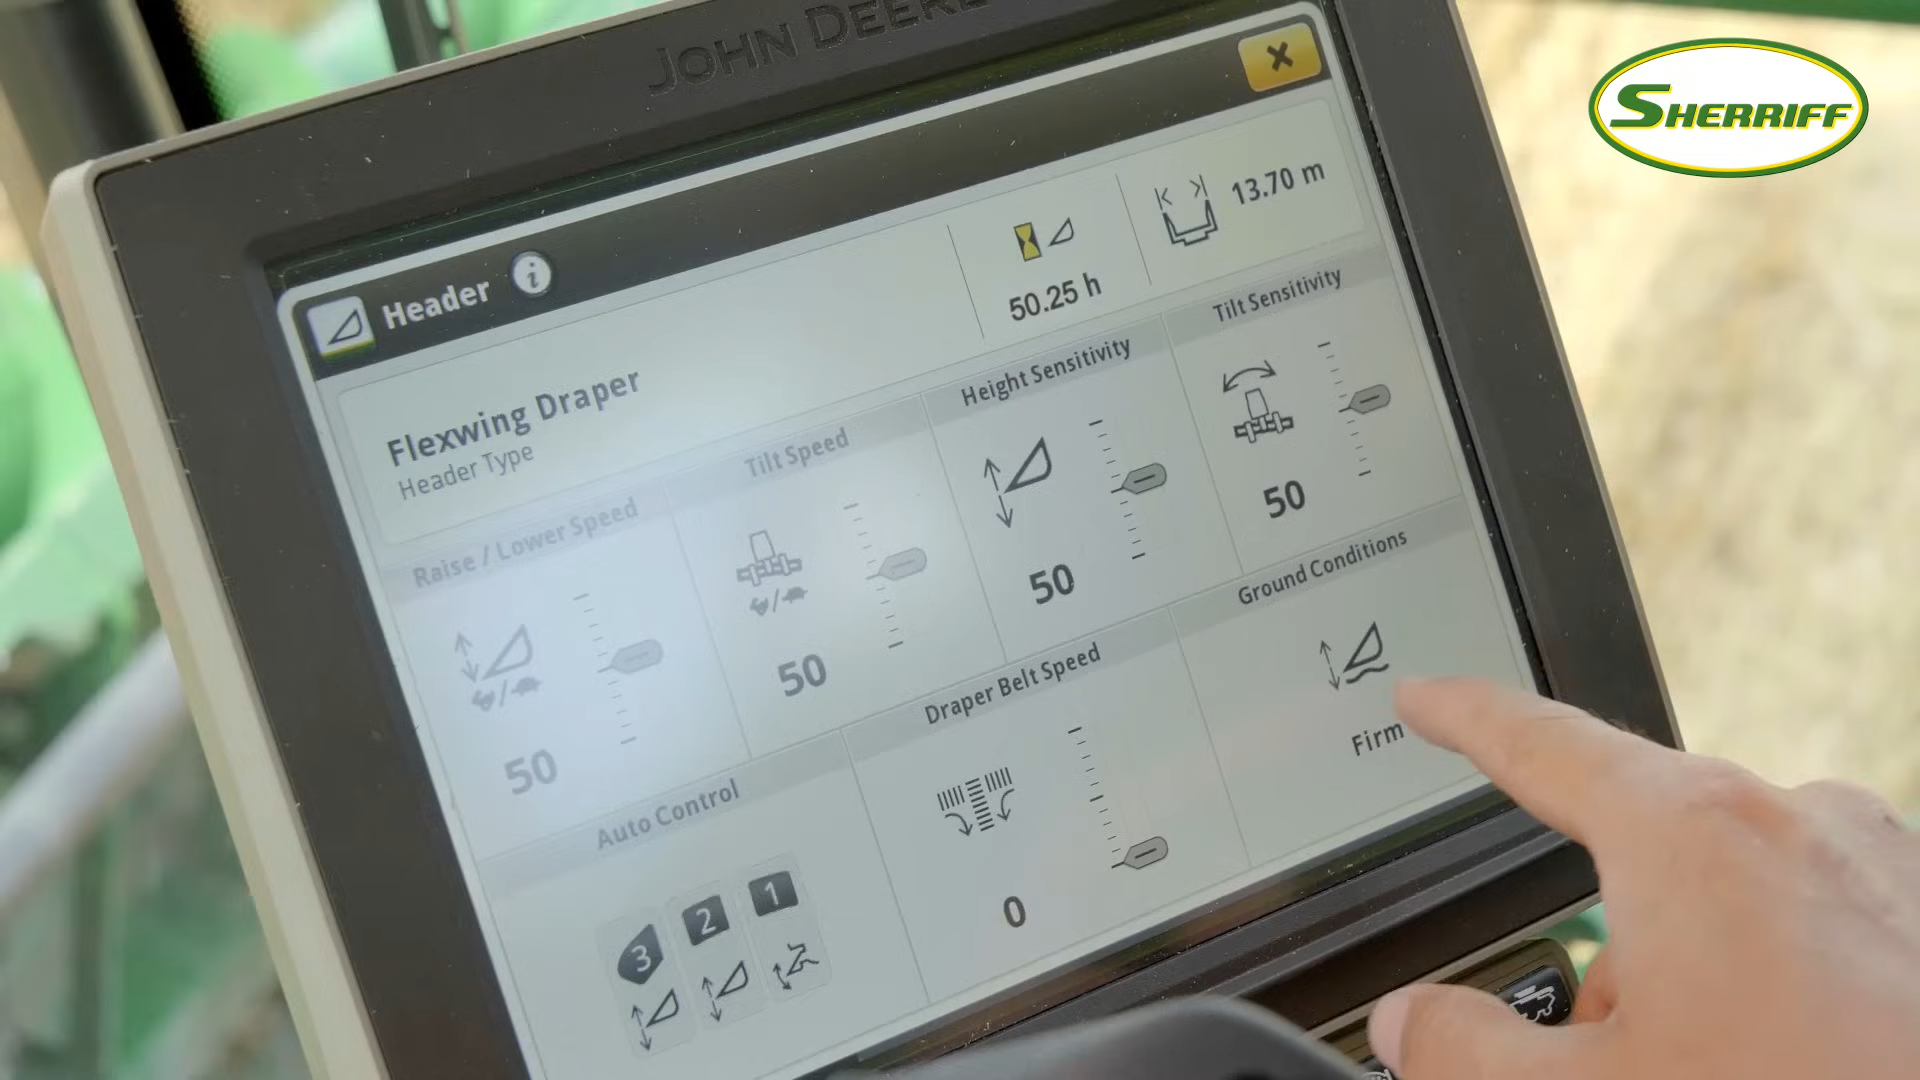 JOHN DEERE
SHERRIFF
Header
i
Flexwing Draper
Header Type
50.25 h
13.70 m
Raise / Lower Speed
50
Tilt Speed
50
Height Sensitivity
50
Tilt Sensitivity
50
Auto Control
3 2 1
Draper Belt Speed
0
Ground Conditions
Firm